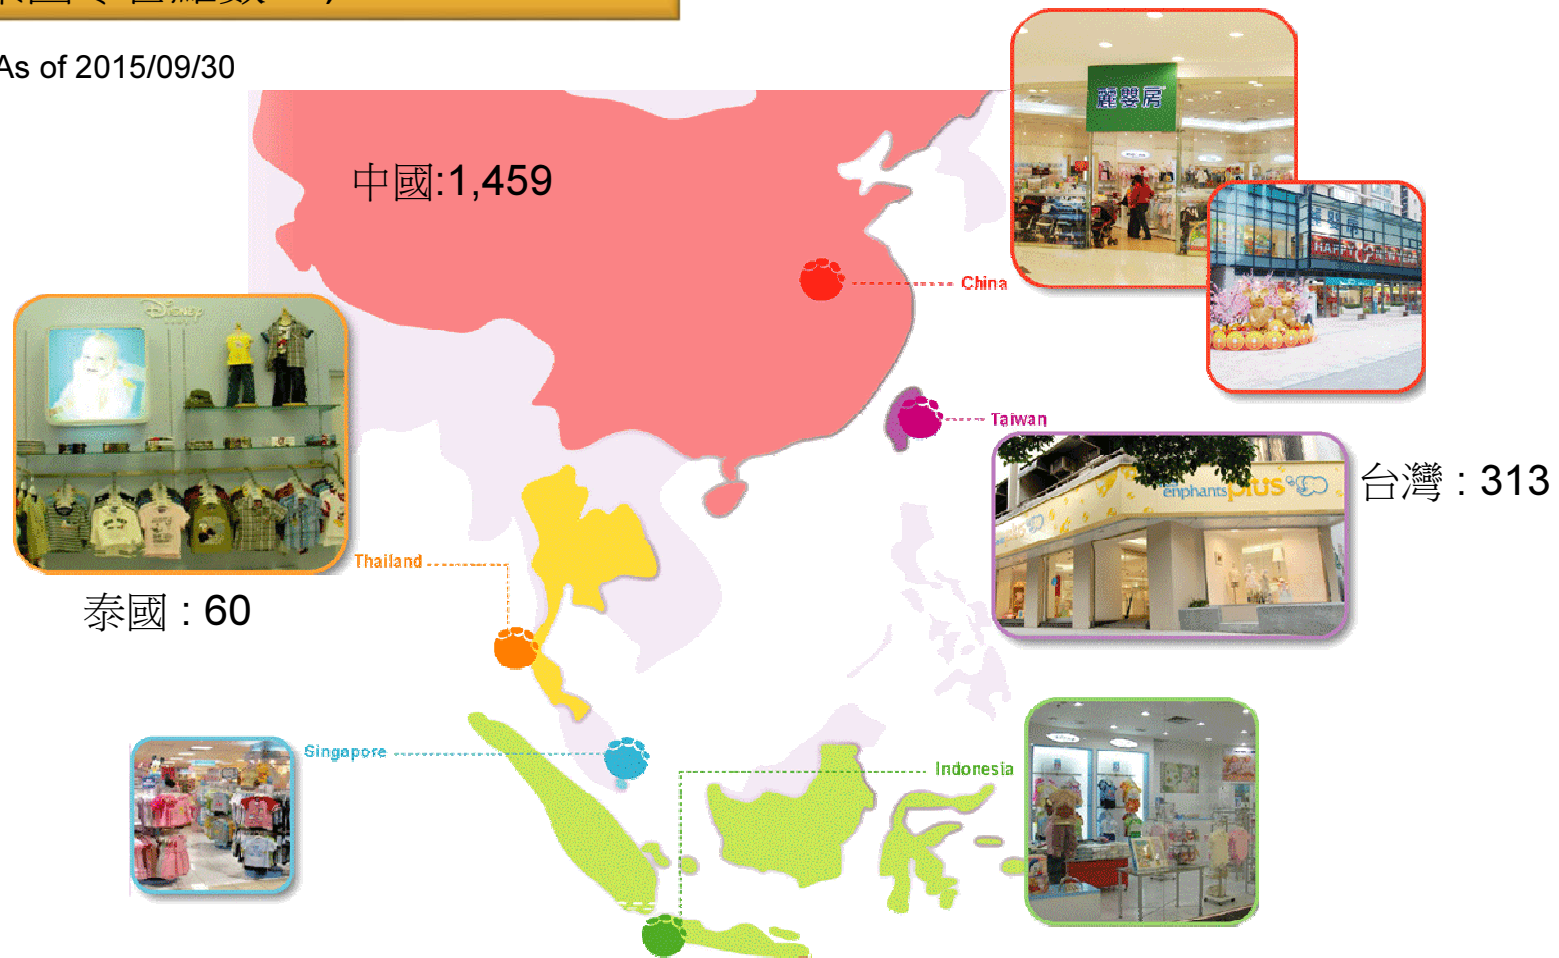 As of 2015/09/30
中國:1,459
麗嬰房
China
Disney
Taiwan
enphants plus
台灣 : 313
Thailand
泰國 : 60
Singapore
Indonesia